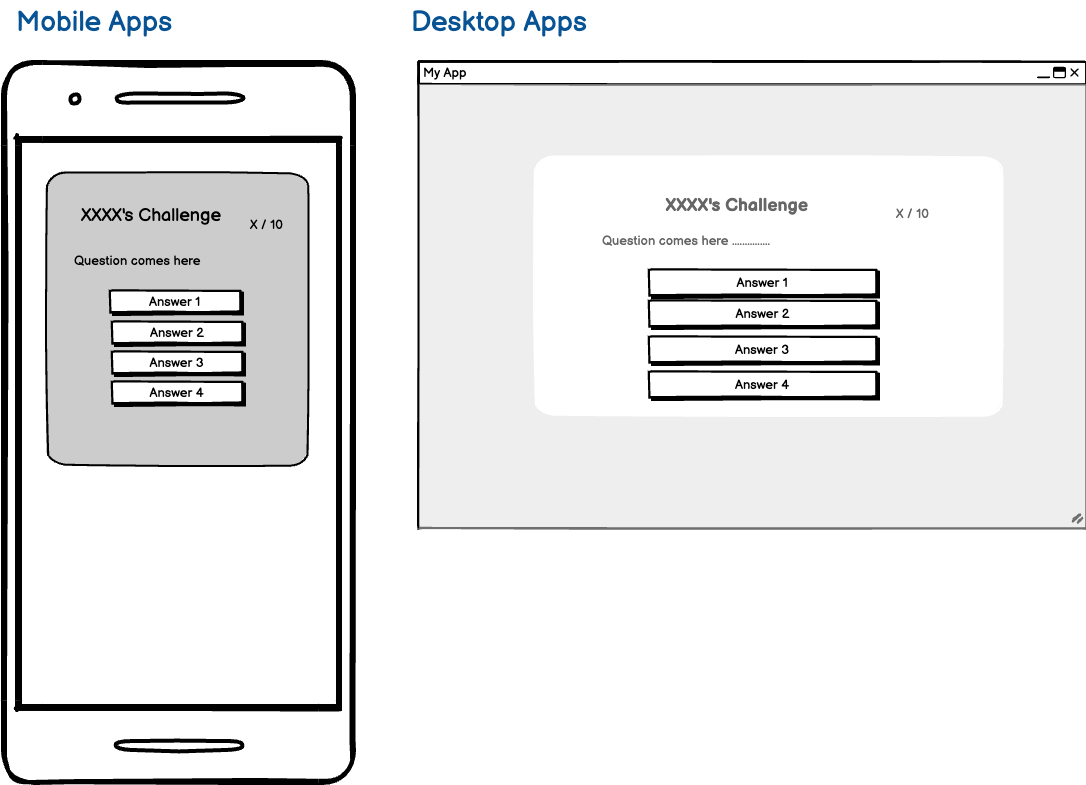 Mobile Apps
XXXX's Challenge
X / 10
Question comes here
Answer 1
Answer 2
Answer 3
Answer 4
Desktop Apps
My App
XXXX's Challenge
X / 10
Question comes here ...............
Answer 1
Answer 2
Answer 3
Answer 4